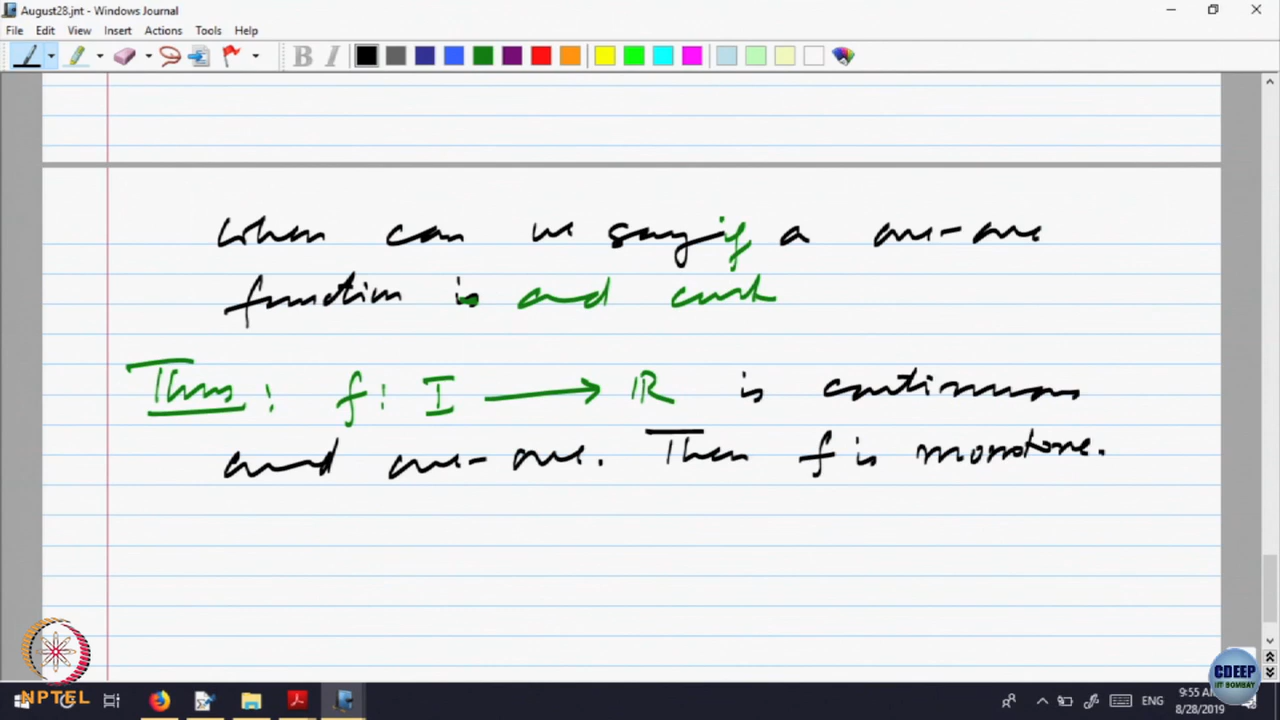 August28.jnt - Windows Journal
File Edit View Insert Actions Tools Help
B I
when can we say if a one-one
function is and cont
Thm: f: I ⟶ ℝ is continuous
and one-one. Then f is monotone.
NPTEL
CDEEP
IIT BOMBAY
ENG
9:55 A
8/28/2019